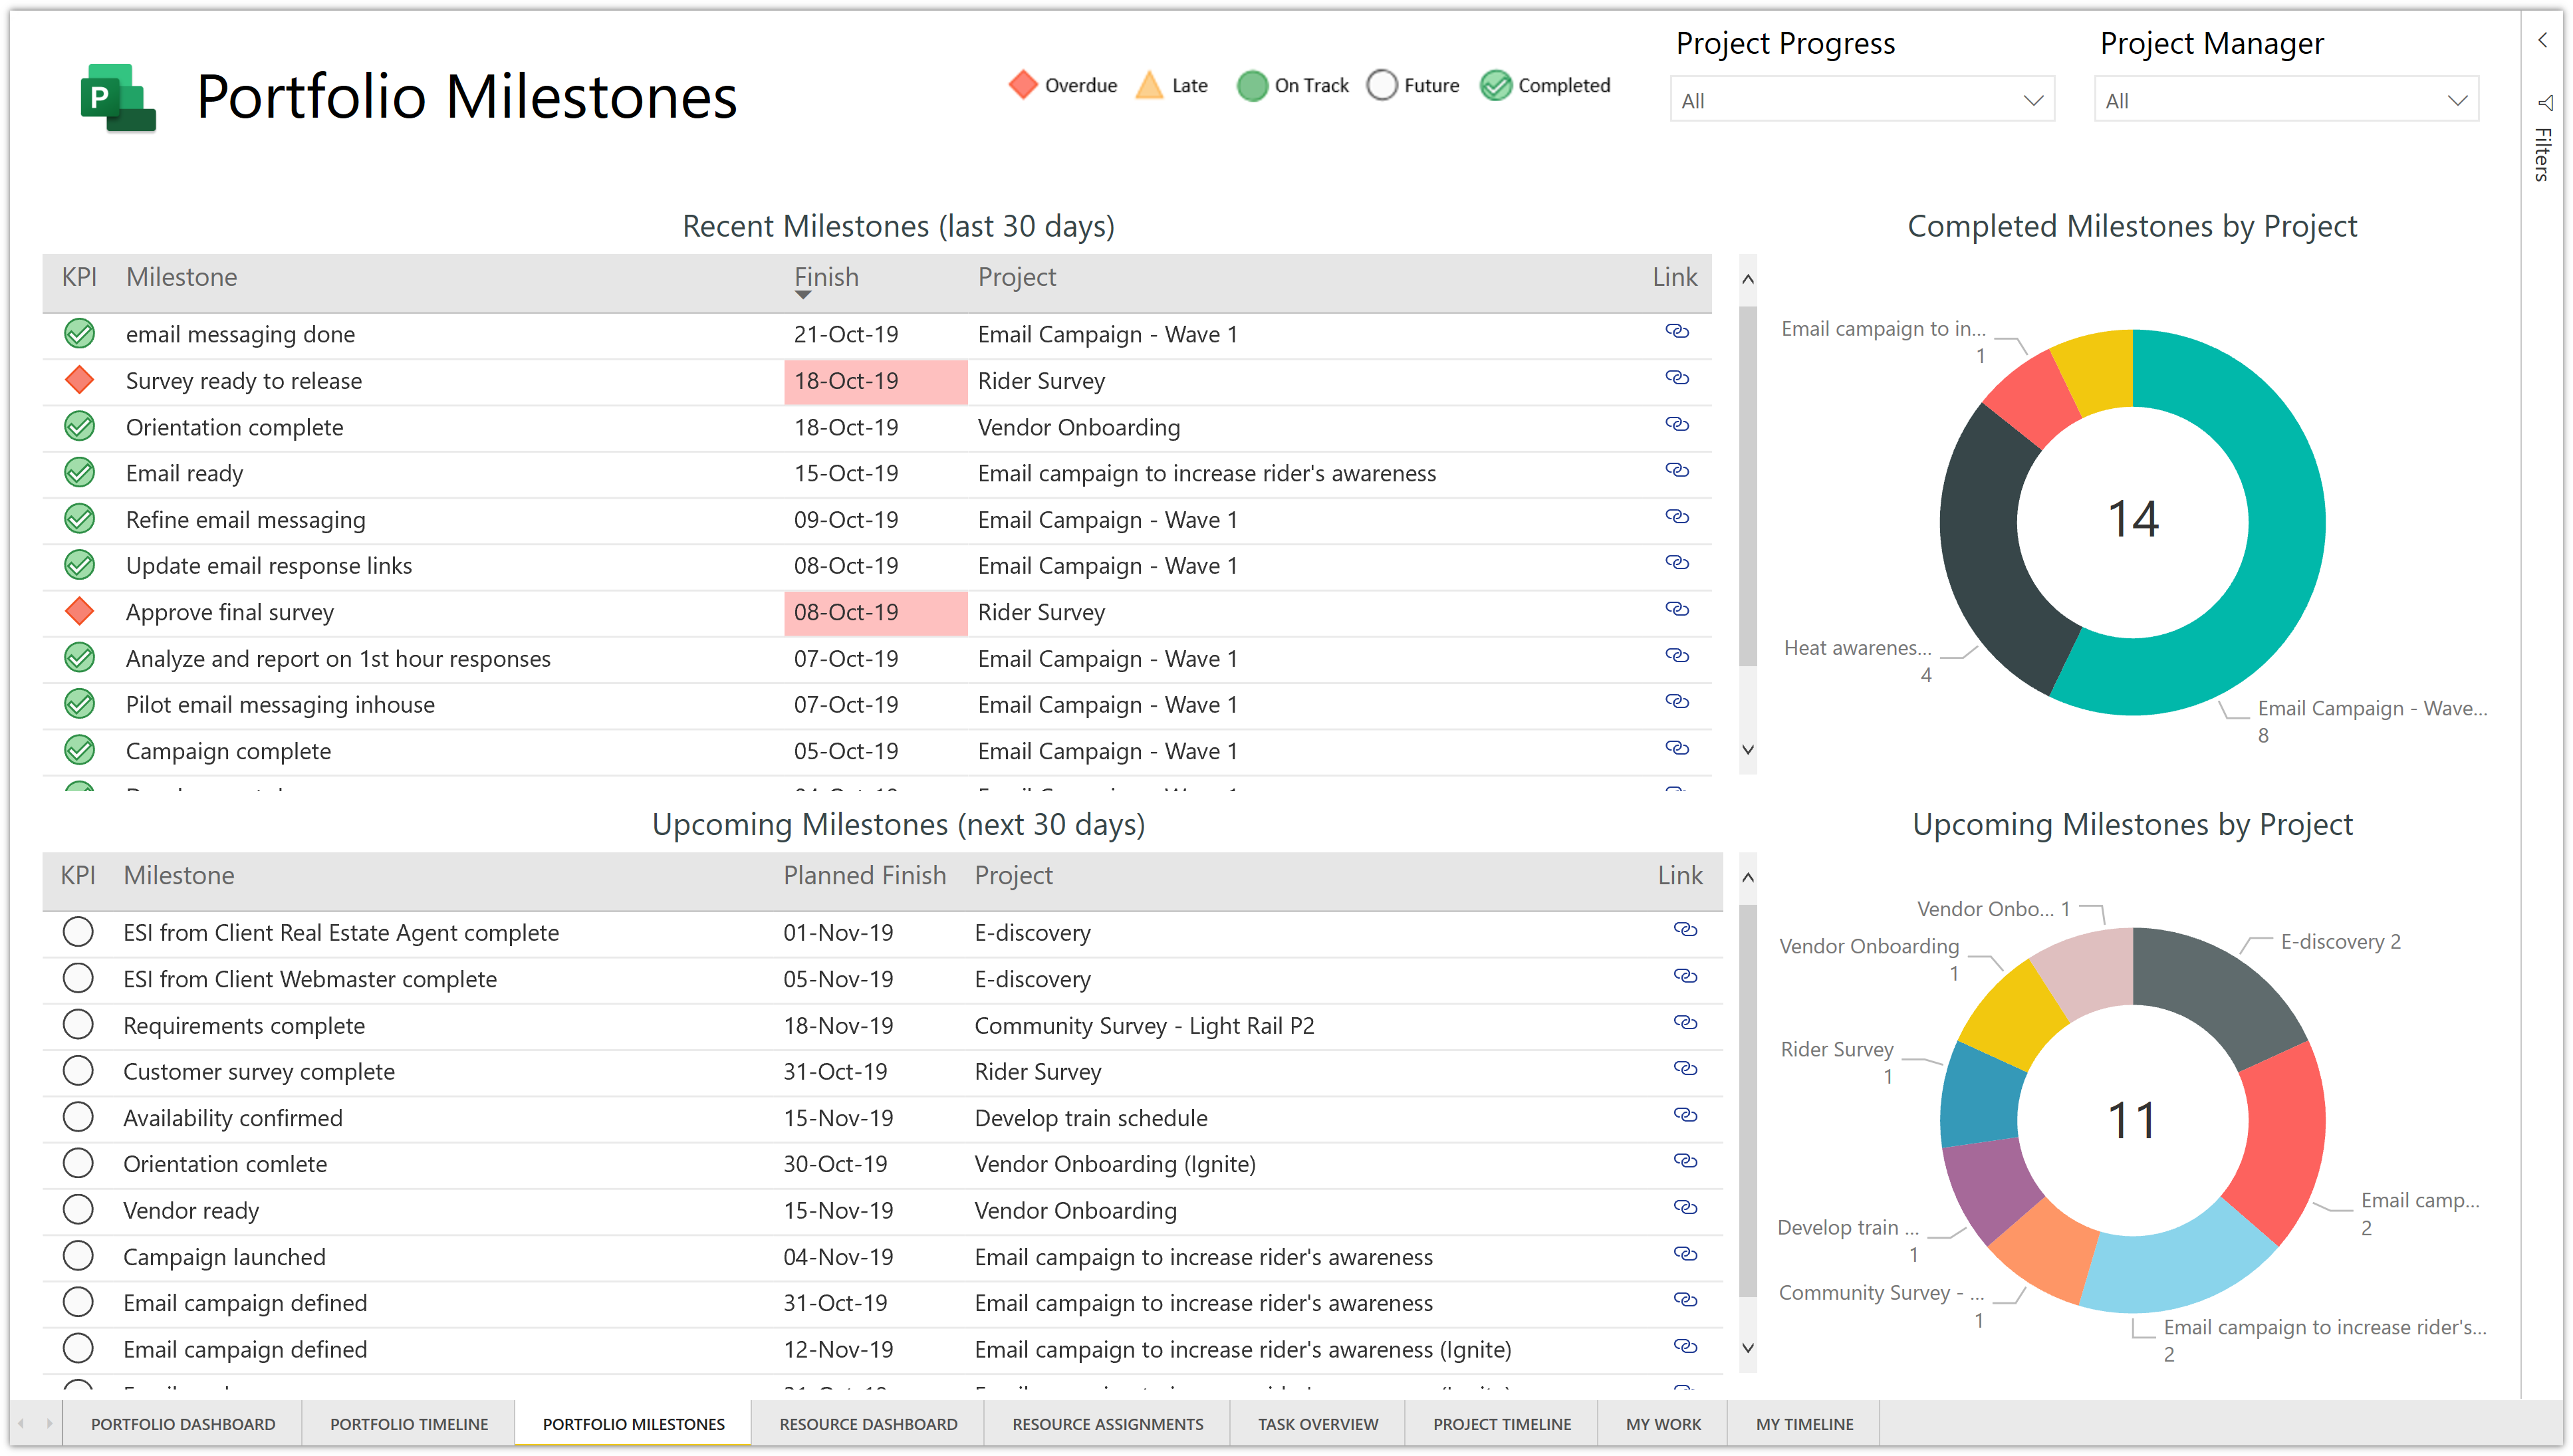 Portfolio Milestones
Overdue Late On Track Future Completed
Project Progress
All
Project Manager
All
Filters
Recent Milestones (last 30 days)
KPI Milestone Finish Project Link
email messaging done 21-Oct-19 Email Campaign - Wave 1
Survey ready to release 18-Oct-19 Rider Survey
Orientation complete 18-Oct-19 Vendor Onboarding
Email ready 15-Oct-19 Email campaign to increase rider's awareness
Refine email messaging 09-Oct-19 Email Campaign - Wave 1
Update email response links 08-Oct-19 Email Campaign - Wave 1
Approve final survey 08-Oct-19 Rider Survey
Analyze and report on 1st hour responses 07-Oct-19 Email Campaign - Wave 1
Pilot email messaging inhouse 07-Oct-19 Email Campaign - Wave 1
Campaign complete 05-Oct-19 Email Campaign - Wave 1
Completed Milestones by Project
Email campaign to in...
1
14
Heat awarenes...
4
Email Campaign - Wave...
8
Upcoming Milestones (next 30 days)
KPI Milestone Planned Finish Project Link
ESI from Client Real Estate Agent complete 01-Nov-19 E-discovery
ESI from Client Webmaster complete 05-Nov-19 E-discovery
Requirements complete 18-Nov-19 Community Survey - Light Rail P2
Customer survey complete 31-Oct-19 Rider Survey
Availability confirmed 15-Nov-19 Develop train schedule
Orientation comlete 30-Oct-19 Vendor Onboarding (Ignite)
Vendor ready 15-Nov-19 Vendor Onboarding
Campaign launched 04-Nov-19 Email campaign to increase rider's awareness
Email campaign defined 31-Oct-19 Email campaign to increase rider's awareness
Email campaign defined 12-Nov-19 Email campaign to increase rider's awareness (Ignite)
Upcoming Milestones by Project
Vendor Onbo... 1
E-discovery 2
Vendor Onboarding
1
Rider Survey
1
11
Email camp...
2
Develop train ...
1
Community Survey - ...
1
Email campaign to increase rider's...
2
PORTFOLIO DASHBOARD PORTFOLIO TIMELINE PORTFOLIO MILESTONES RESOURCE DASHBOARD RESOURCE ASSIGNMENTS TASK OVERVIEW PROJECT TIMELINE MY WORK MY TIMELINE